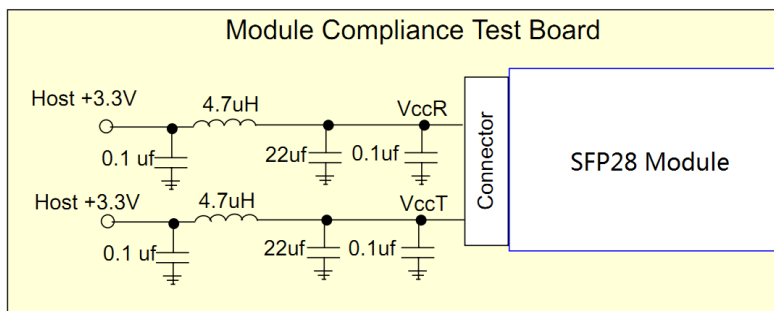 Module Compliance Test Board
Host +3.3V
4.7uH
VccR
0.1 uf
22uf
0.1uf
Host +3.3V
4.7uH
VccT
0.1 uf
22uf
0.1uf
Connector
SFP28 Module